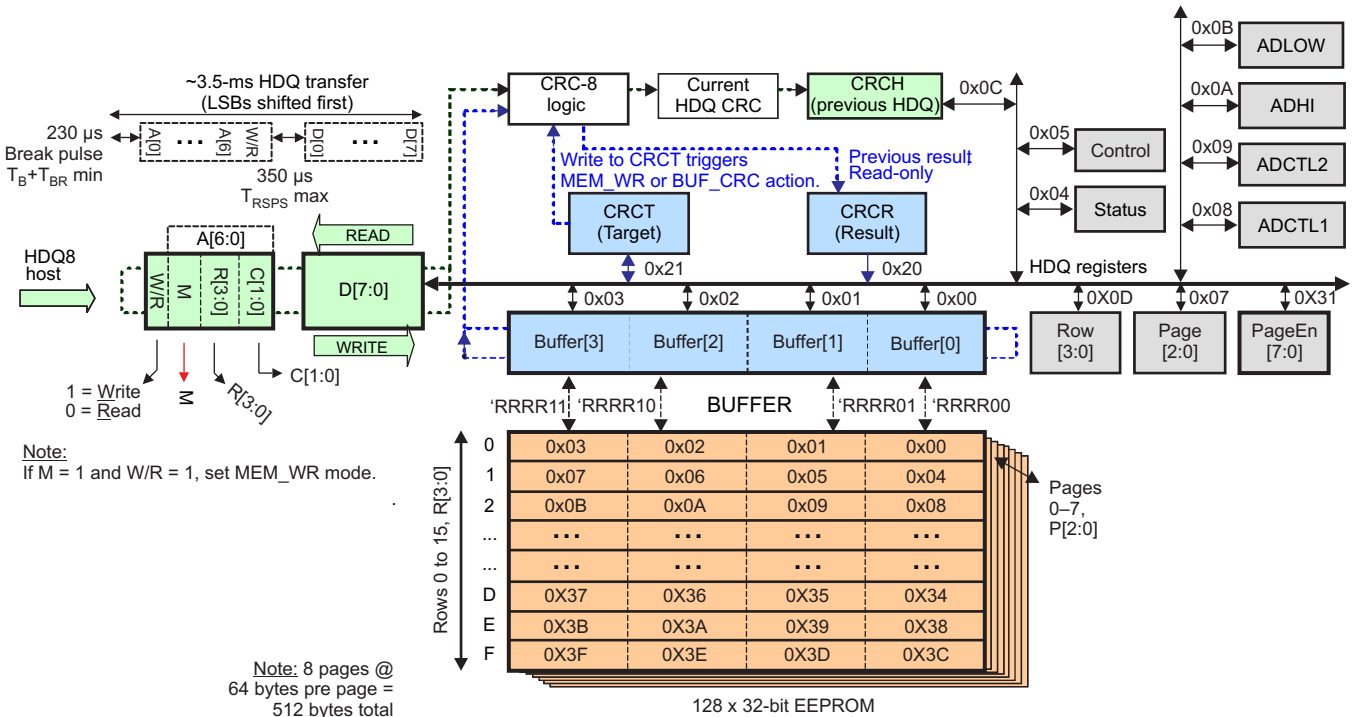 ~3.5-ms HDQ transfer
(LSBs shifted first)
230 µs
Break pulse
T_B+T_BR min
A[0]
...
A[6]
W/R
D[0]
...
D[7]
350 µs
T_RSPS max
CRC-8
logic
Current
HDQ CRC
CRCH
(previous HDQ)
0x0C
Write to CRCT triggers
MEM_WR or BUF_CRC action.
Previous result,
Read-only
CRCT
(Target)
CRCR
(Result)
0x21
0x20
0x05
Control
0x04
Status
0x0B
ADLOW
0x0A
ADHI
0x09
ADCTL2
0x08
ADCTL1
HDQ registers
HDQ8
host
A[6:0]
W/R
M
R[3:0]
C[1:0]
READ
D[7:0]
WRITE
1 = Write
0 = Read
M
R[3:0]
C[1:0]
Note:
If M = 1 and W/R = 1, set MEM_WR mode.
.
0x03
0x02
0x01
0x00
0X0D
0x07
0X31
Buffer[3]
Buffer[2]
Buffer[1]
Buffer[0]
Row
[3:0]
Page
[2:0]
PageEn
[7:0]
'RRRR11
'RRRR10
BUFFER
'RRRR01
'RRRR00
Rows 0 to 15, R[3:0]
0 0x03 0x02 0x01 0x00
1 0x07 0x06 0x05 0x04
2 0x0B 0x0A 0x09 0x08
... ... ... ... ...
... ... ... ... ...
D 0X37 0X36 0X35 0X34
E 0X3B 0X3A 0X39 0X38
F 0X3F 0X3E 0X3D 0X3C
Pages
0–7,
P[2:0]
Note: 8 pages @
64 bytes pre page =
512 bytes total
128 x 32-bit EEPROM